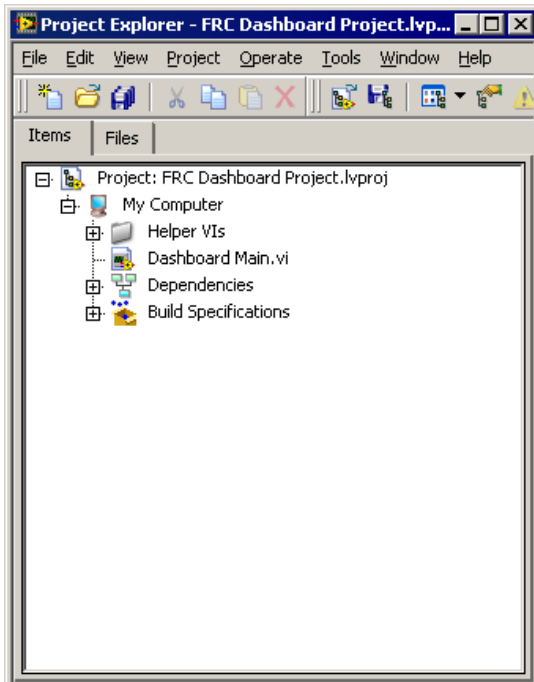 Project Explorer - FRC Dashboard Project.lvp...
File Edit View Project Operate Tools Window Help
Items Files
Project: FRC Dashboard Project.lvproj
My Computer
Helper VIs
Dashboard Main.vi
Dependencies
Build Specifications